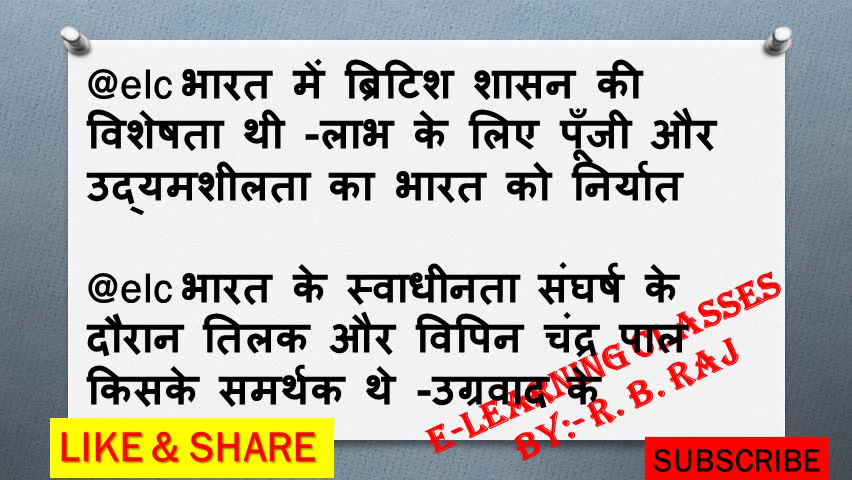 @elc भारत में ब्रिटिश शासन की
विशेषता थी -लाभ के लिए पूँजी और
उद्यमशीलता का भारत को निर्यात
@elc भारत के स्वाधीनता संघर्ष के
दौरान तिलक और विपिन चंद्र पाल
किसके समर्थक थे -उग्रवाद के
E-LEARNING CLASSES
BY:- R. B. RAJ
LIKE & SHARE
SUBSCRIBE